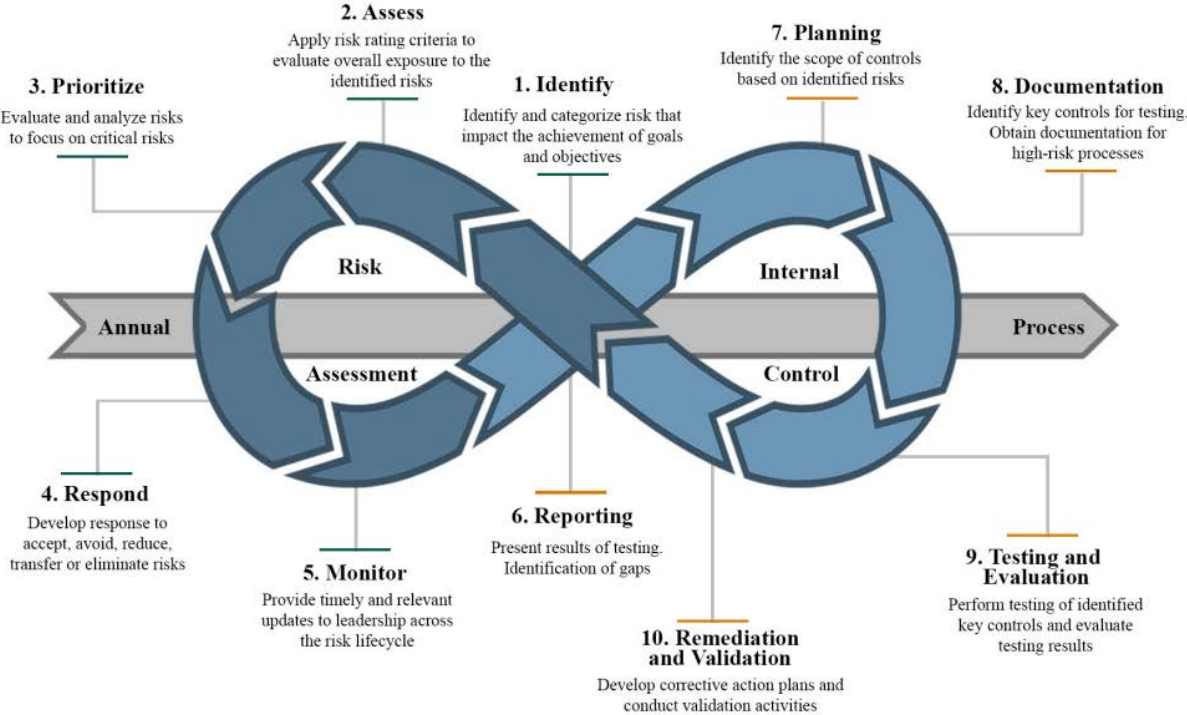 1. Identify
Identify and categorize risk that
impact the achievement of goals
and objectives
2. Assess
Apply risk rating criteria to
evaluate overall exposure to the
identified risks
3. Prioritize
Evaluate and analyze risks
to focus on critical risks
4. Respond
Develop response to
accept, avoid, reduce,
transfer or eliminate risks
5. Monitor
Provide timely and relevant
updates to leadership across
the risk lifecycle
6. Reporting
Present results of testing.
Identification of gaps
7. Planning
Identify the scope of controls
based on identified risks
8. Documentation
Identify key controls for testing.
Obtain documentation for
high-risk processes
9. Testing and
Evaluation
Perform testing of identified
key controls and evaluate
testing results
10. Remediation
and Validation
Develop corrective action plans and
conduct validation activities
Risk
Assessment
Internal
Control
Annual
Process